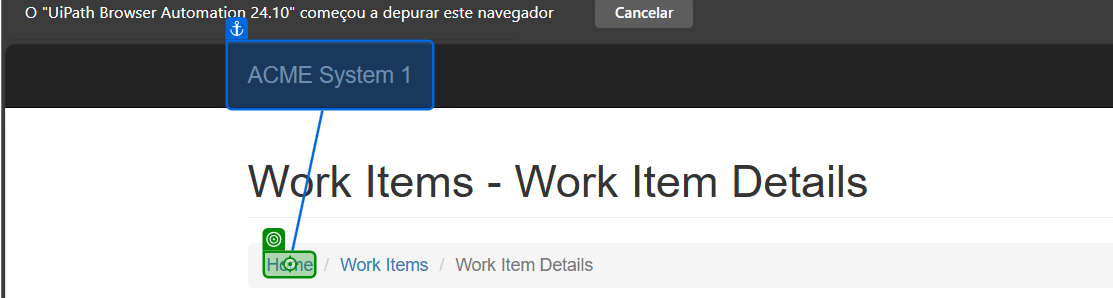 O "UiPath Browser Automation 24.10" começou a depurar este navegador Cancelar
ACME System 1
Work Items - Work Item Details
Home / Work Items / Work Item Details